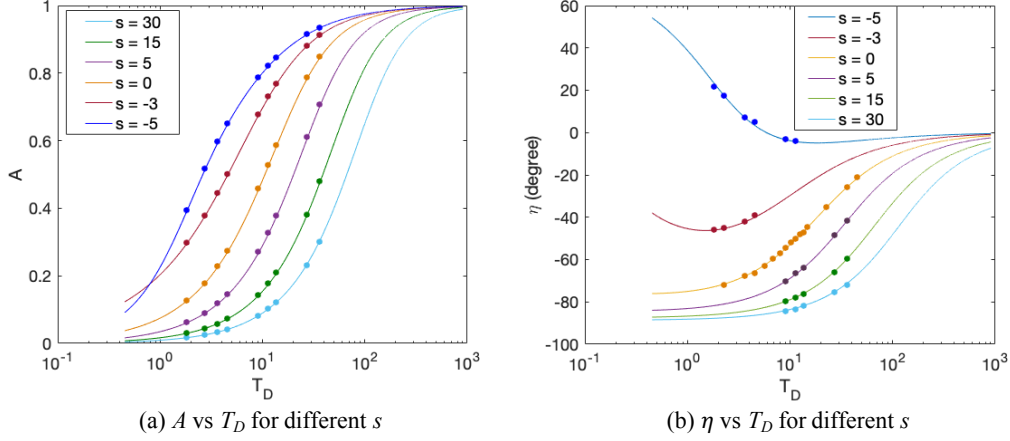 1
0.8
0.6
0.4
0.2
0
A
10^-1
10^0
10^1
10^2
10^3
T_D
s = 30
s = 15
s = 5
s = 0
s = -3
s = -5
(a) A vs T_D for different s
60
40
20
0
-20
-40
-60
-80
-100
η (degree)
10^-1
10^0
10^1
10^2
10^3
T_D
s = -5
s = -3
s = 0
s = 5
s = 15
s = 30
(b) η vs T_D for different s